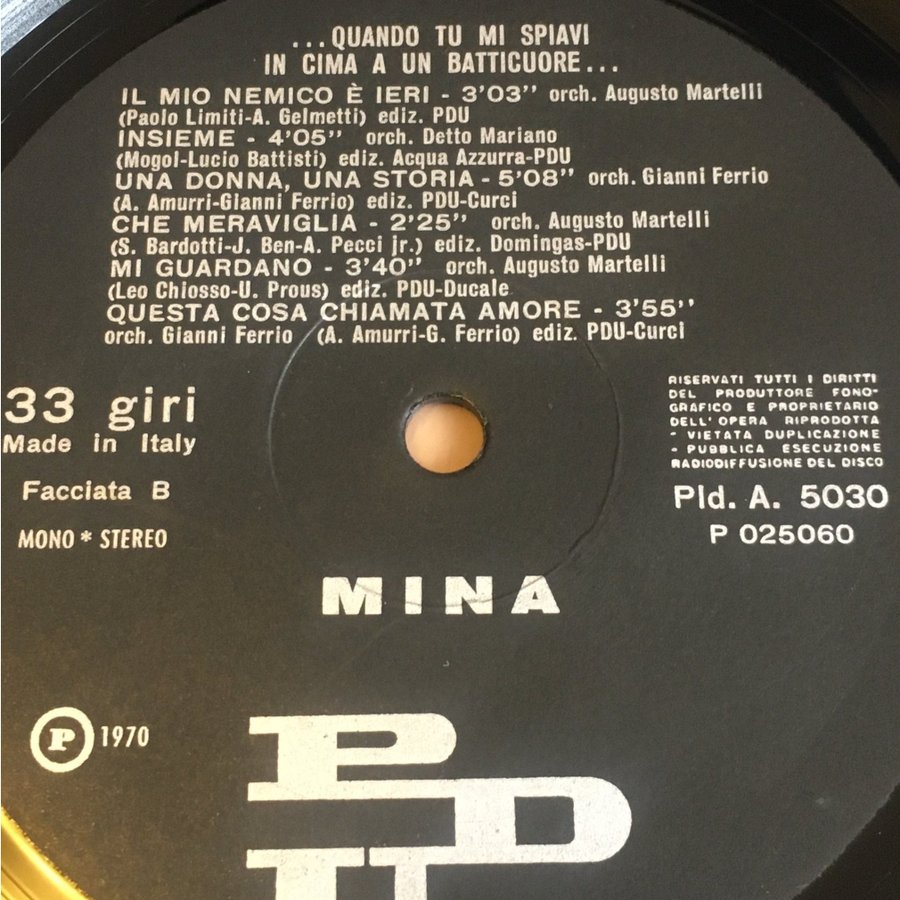 ...QUANDO TU MI SPIAVI
IN CIMA A UN BATTICUORE...
IL MIO NEMICO È IERI - 3'03" orch. Augusto Martelli
(Paolo Limiti-A. Gelmetti) ediz. PDU
INSIEME - 4'05" orch. Detto Mariano
(Mogol-Lucio Battisti) ediz. Acqua Azzurra-PDU
UNA DONNA, UNA STORIA - 5'08" orch. Gianni Ferrio
(A. Amurri-Gianni Ferrio) ediz. PDU-Curci
CHE MERAVIGLIA - 2'25" orch. Augusto Martelli
(S. Bardotti-J. Ben-A. Pecci jr.) ediz. Domingas-PDU
MI GUARDANO - 3'40" orch. Augusto Martelli
(Leo Chiosso-U. Prous) ediz. PDU-Ducale
QUESTA COSA CHIAMATA AMORE - 3'55"
orch. Gianni Ferrio (A. Amurri-G. Ferrio) ediz. PDU-Curci
33 giri
Made in Italy
Facciata B
MONO * STEREO
RISERVATI TUTTI I DIRITTI
DEL PRODUTTORE FONO-
GRAFICO E PROPRIETARIO
DELL'OPERA RIPRODOTTA
- VIETATA DUPLICAZIONE
- PUBBLICA ESECUZIONE
RADIODIFFUSIONE DEL DISCO
Pld. A. 5030
P 025060
MINA
P 1970
PDU